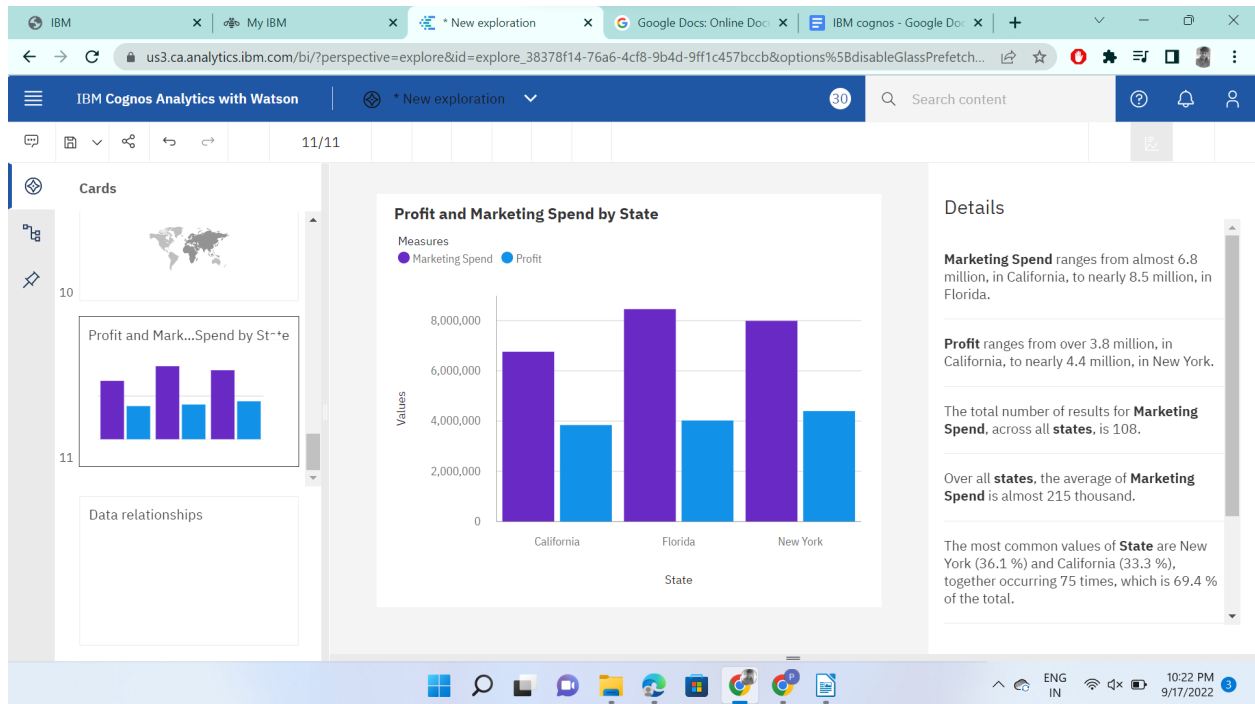 IBM
My IBM
* New exploration
Google Docs: Online Doc
IBM cognos - Google Doc
us3.ca.analytics.ibm.com/bi/?perspective=explore&id=explore_38378f14-76a6-4cf8-9b4d-9ff1c457bccb&options%5BdisableGlassPrefetch...
IBM Cognos Analytics with Watson
* New exploration
30
Search content
11/11
Cards
10
Profit and Mark...Spend by St
11
Data relationships
Profit and Marketing Spend by State
Measures
Marketing Spend Profit
8,000,000
6,000,000
4,000,000
2,000,000
0
Values
California Florida New York
State
Details
Marketing Spend ranges from almost 6.8
million, in California, to nearly 8.5 million, in
Florida.
Profit ranges from over 3.8 million, in
California, to nearly 4.4 million, in New York.
The total number of results for Marketing
Spend, across all states, is 108.
Over all states, the average of Marketing
Spend is almost 215 thousand.
The most common values of State are New
York (36.1 %) and California (33.3 %),
together occurring 75 times, which is 69.4 %
of the total.
P
ENG
IN
10:22 PM
9/17/2022
3